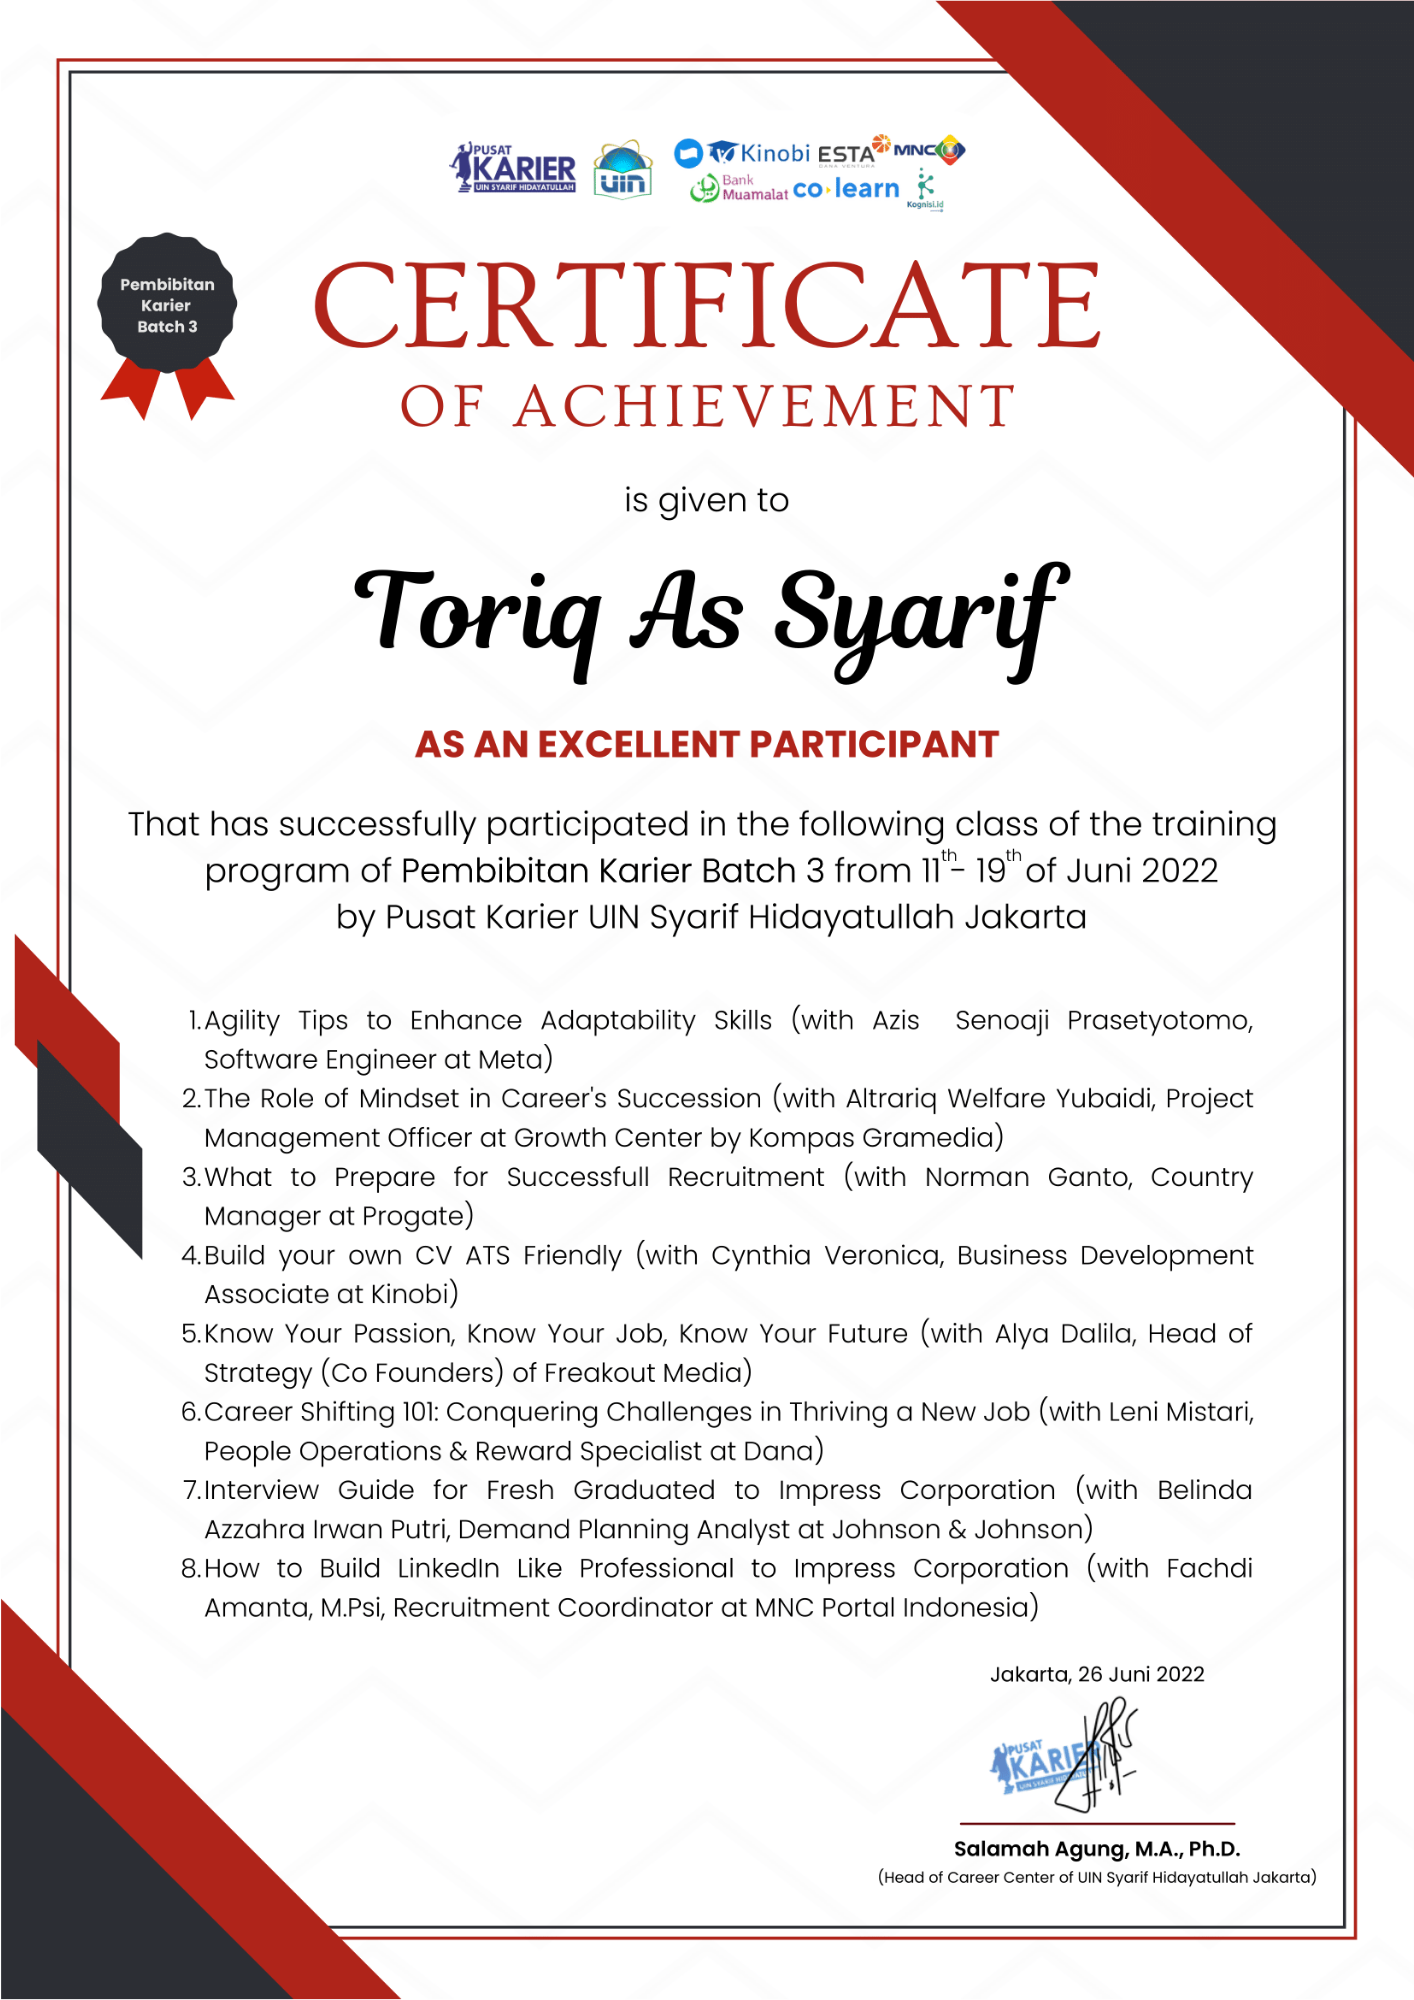 PUSAT
KARIER
UIN SYARIF HIDAYATULLAH
UIN
Kinobi
ESTA
DANA VENTURA
MNC
Bank
Muamalat
co learn
Kognisi.id
Pembibitan
Karier
Batch 3
CERTIFICATE
OF ACHIEVEMENT
is given to
Toriq As Syarif
AS AN EXCELLENT PARTICIPANT
That has successfully participated in the following class of the training
program of Pembibitan Karier Batch 3 from 11th- 19th of Juni 2022
by Pusat Karier UIN Syarif Hidayatullah Jakarta
1. Agility Tips to Enhance Adaptability Skills (with Azis Senoaji Prasetyotomo,
Software Engineer at Meta)
2. The Role of Mindset in Career's Succession (with Altrariq Welfare Yubaidi, Project
Management Officer at Growth Center by Kompas Gramedia)
3. What to Prepare for Successfull Recruitment (with Norman Ganto, Country
Manager at Progate)
4. Build your own CV ATS Friendly (with Cynthia Veronica, Business Development
Associate at Kinobi)
5. Know Your Passion, Know Your Job, Know Your Future (with Alya Dalila, Head of
Strategy (Co Founders) of Freakout Media)
6. Career Shifting 101: Conquering Challenges in Thriving a New Job (with Leni Mistari,
People Operations & Reward Specialist at Dana)
7. Interview Guide for Fresh Graduated to Impress Corporation (with Belinda
Azzahra Irwan Putri, Demand Planning Analyst at Johnson & Johnson)
8. How to Build LinkedIn Like Professional to Impress Corporation (with Fachdi
Amanta, M.Psi, Recruitment Coordinator at MNC Portal Indonesia)
Jakarta, 26 Juni 2022
PUSAT
KARIER
UIN SYARIF
Salamah Agung, M.A., Ph.D.
(Head of Career Center of UIN Syarif Hidayatullah Jakarta)